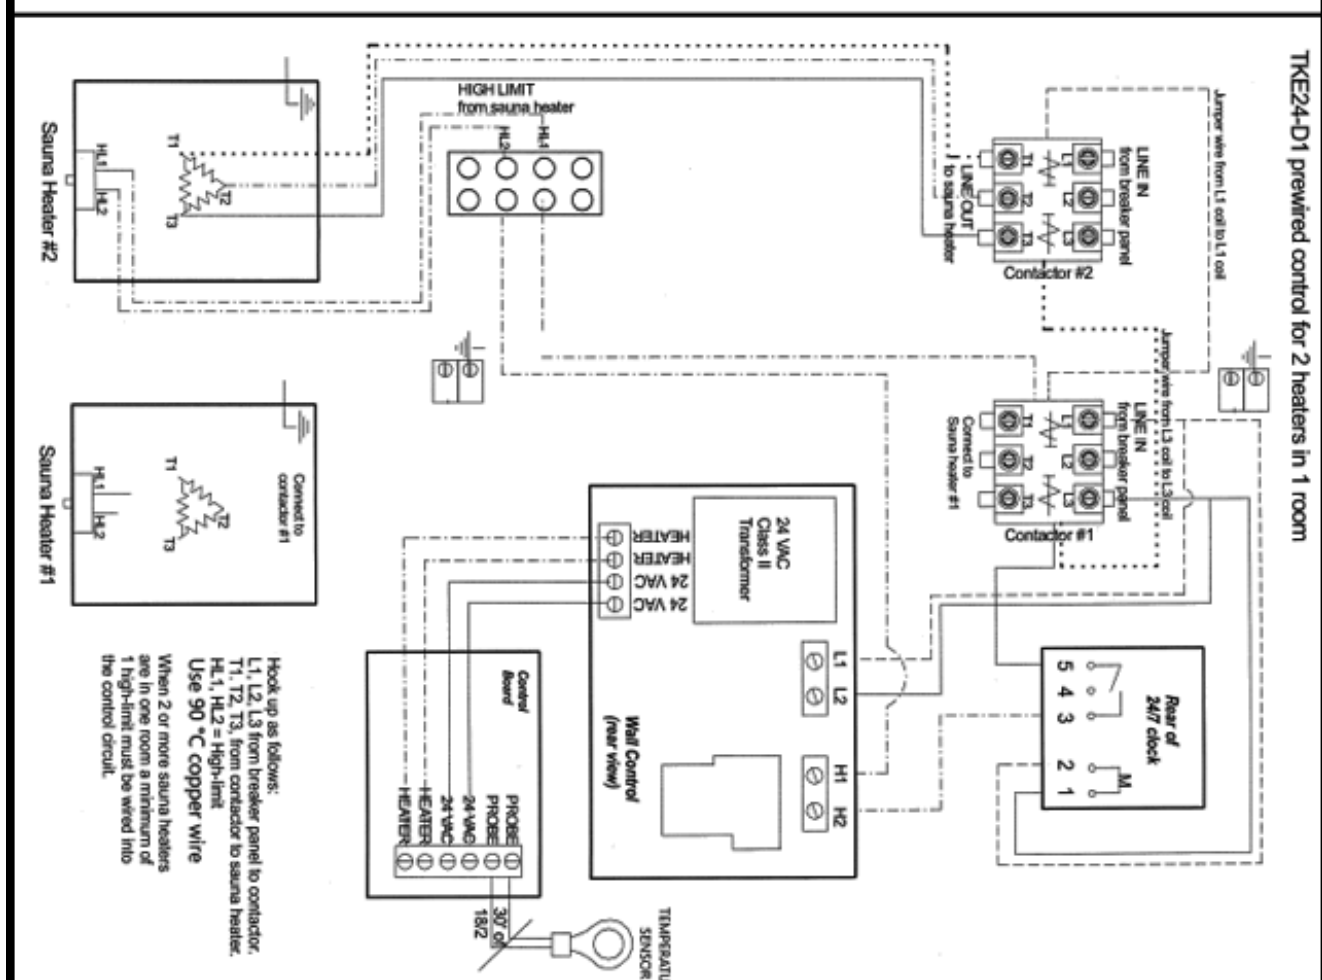 TKE24-D1 prewired control for 2 heaters in 1 room
Jumper wire from L1 coil to L1 coil
LINE IN
from breaker panel
L1
L2
L3
T1
T2
T3
LINE OUT
to sauna heater
Contactor #2
Jumper wire from L3 coil to L3 coil
LINE IN
from breaker panel
L1
L2
L3
T1
T2
T3
Connect to
Sauna heater #1
Contactor #1
HIGH LIMIT
from sauna heater
HL2
HL1
T1
T2
T3
HL1
HL2
Sauna Heater #2
Connect to
contactor #1
T1
T2
T3
HL1
HL2
Sauna Heater #1
24 VAC
Class II
Transformer
HEATER
HEATER
24 VAC
24 VAC
L1
L2
H1
H2
Wall Control
(rear view)
Rear of
24/7 clock
5
4
3
2
1
M
Control
Board
HEATER
HEATER
24 VAC
24 VAC
PROBE
PROBE
30' of
18/2
TEMPERATU
SENSOR
Hook up as follows:
L1, L2, L3 from breaker panel to contactor.
T1, T2, T3, from contactor to sauna heater.
HL1, HL2 = High-limit
Use 90 °C copper wire
When 2 or more sauna heaters
are in one room a minimum of
1 high-limit must be wired into
the control circuit.